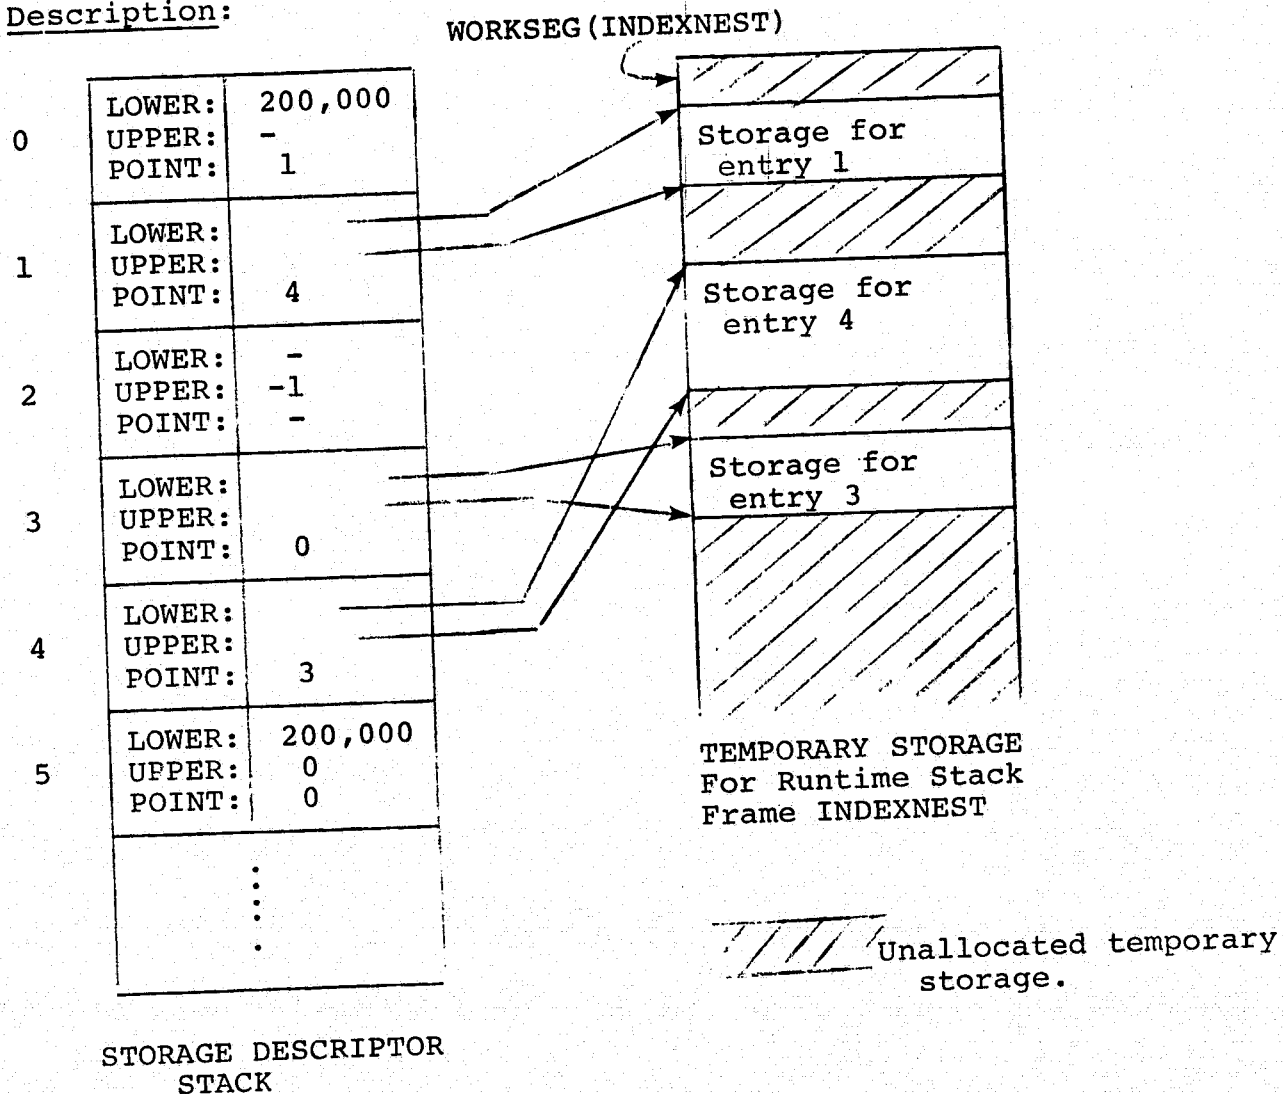 Description:
WORKSEG(INDEXNEST)
0
LOWER: 200,000
UPPER: -
POINT: 1
1
LOWER:
UPPER:
POINT: 4
2
LOWER: -
UPPER: -1
POINT: -
3
LOWER:
UPPER:
POINT: 0
4
LOWER:
UPPER:
POINT: 3
5
LOWER: 200,000
UPPER: 0
POINT: 0
STORAGE DESCRIPTOR
STACK
Storage for
entry 1
Storage for
entry 4
Storage for
entry 3
TEMPORARY STORAGE
For Runtime Stack
Frame INDEXNEST
Unallocated temporary
storage.